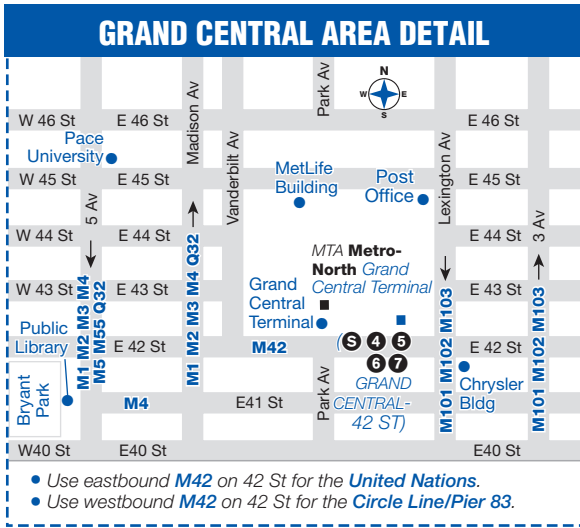 GRAND CENTRAL AREA DETAIL
N
W E
S
Park Av
Madison Av
Vanderbilt Av
W 46 St
E 46 St
E 46 St
Pace
University
W 45 St
E 45 St
E 45 St
MetLife
Building
Post
Office
5 Av
Lexington Av
3 Av
W 44 St
E 44 St
E 44 St
MTA Metro-
North Grand
Central Terminal
W 43 St
E 43 St
E 43 St
Grand
Central
Terminal
M1 M2 M3 M4
M5 M55 Q32
M1 M2 M3 M4 Q32
M101 M102 M103
M101 M102 M103
Public
Library
E 42 St
M42
(S 4 5
6 7
GRAND
CENTRAL-
42 ST)
E 42 St
Chrysler
Bldg
Bryant
Park
M4
E41 St
Park Av
W40 St
E40 St
E40 St
• Use eastbound M42 on 42 St for the United Nations.
• Use westbound M42 on 42 St for the Circle Line/Pier 83.